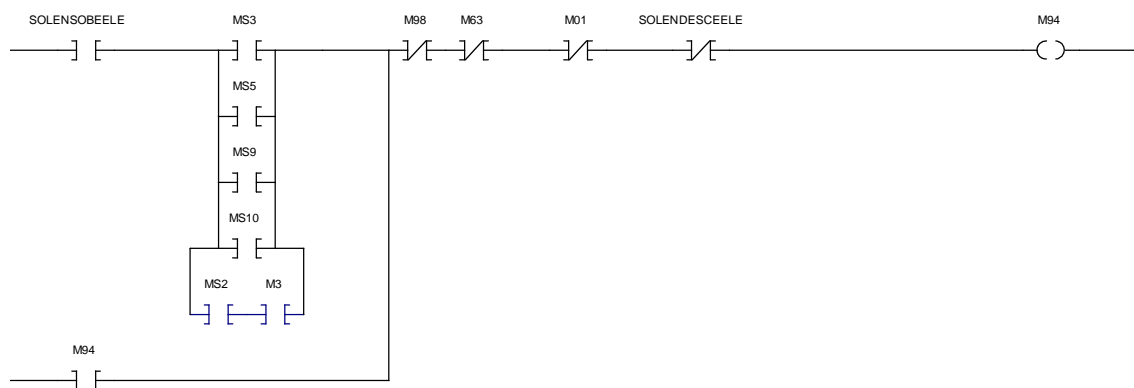 SOLENSOBEELE MS3 M98 M63 M01 SOLENDESCEELE M94
MS5
MS9
MS10
MS2 M3
M94